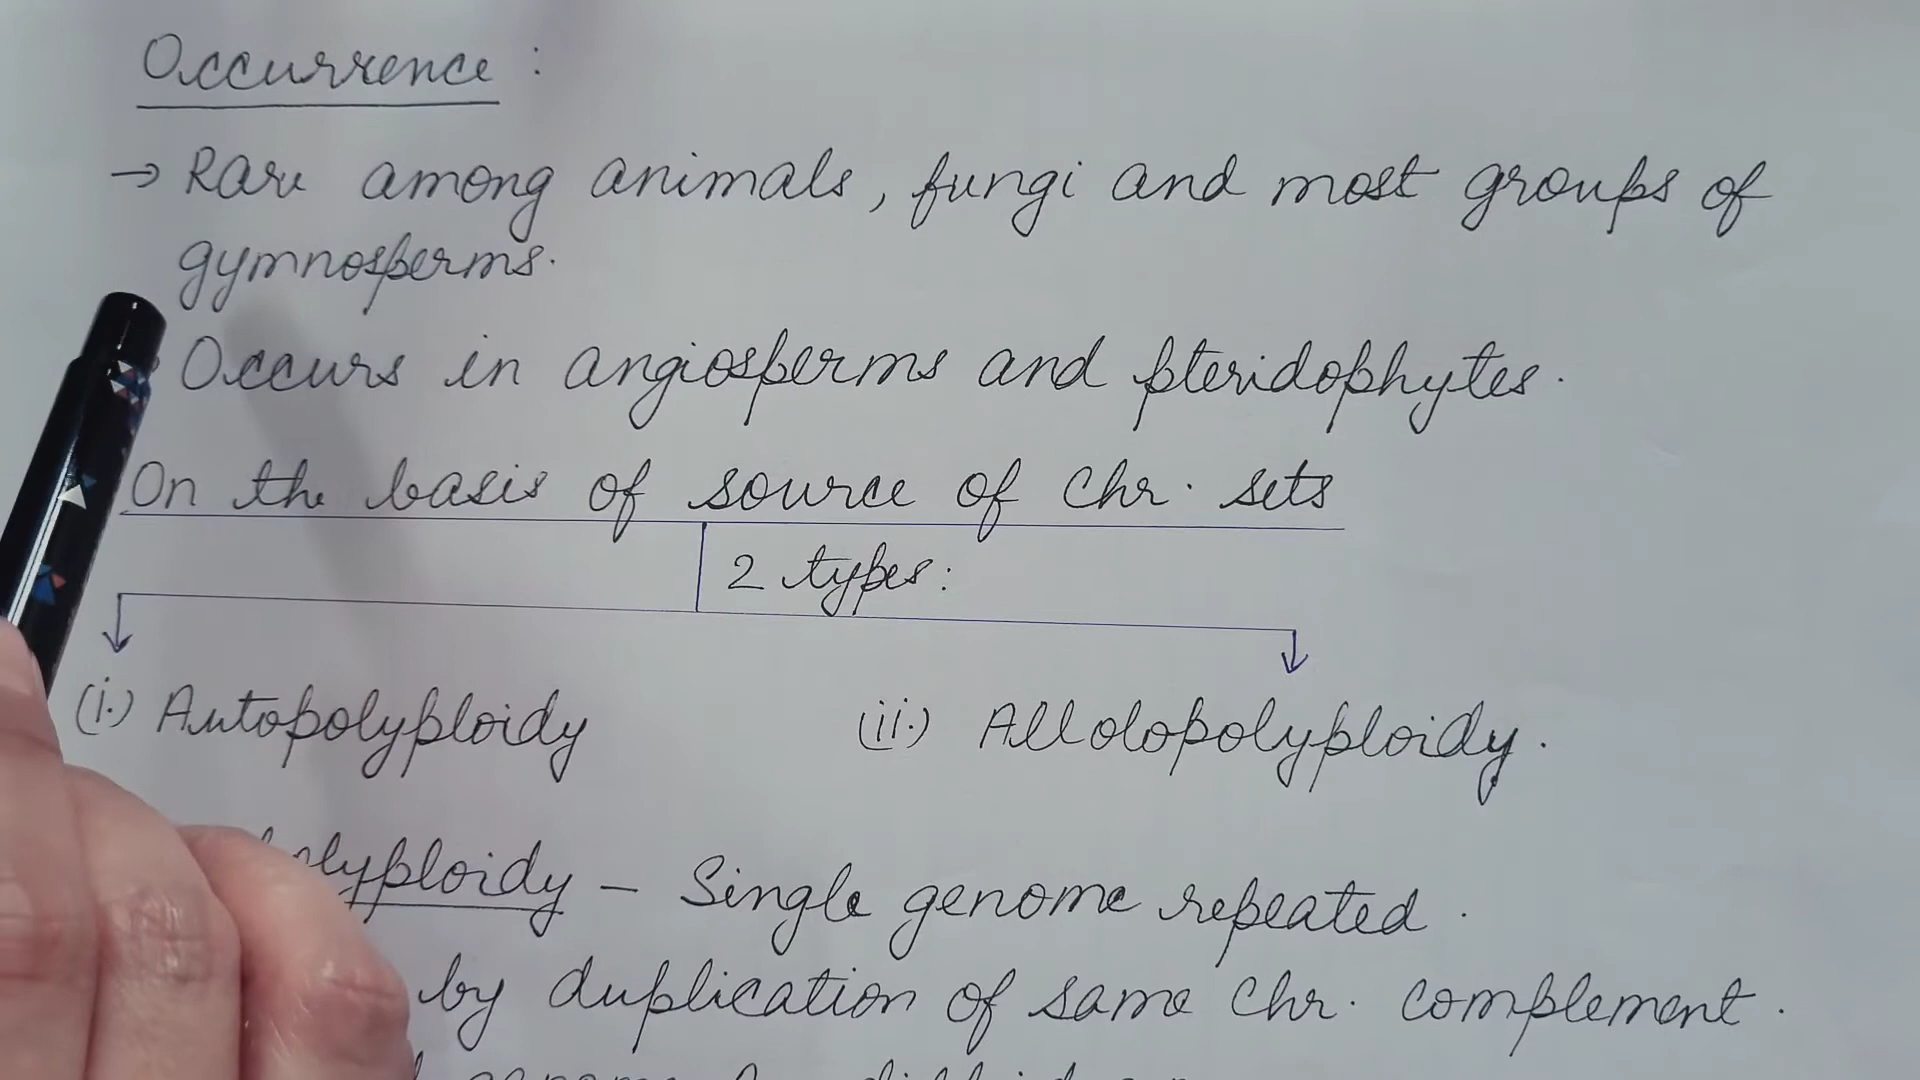 Occurrence :
→ Rare among animals, fungi and most groups of
gymnosperms.
Occurs in angiosperms and pteridophytes.
On the basis of source of Chr. sets
2 types:
(i.) Autopolyploidy (ii.) Allolopolyploidy.
- Single genome repeated.
by duplication of same Chr. complement.